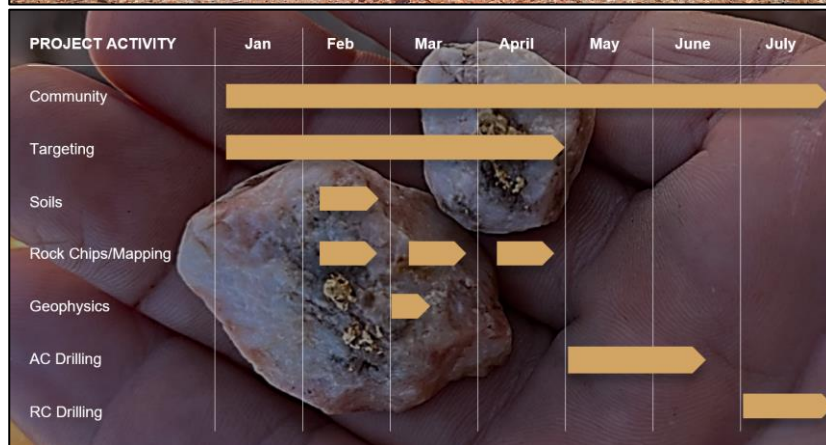 PROJECT ACTIVITY Jan Feb Mar April May June July
Community
Targeting
Soils
Rock Chips/Mapping
Geophysics
AC Drilling
RC Drilling